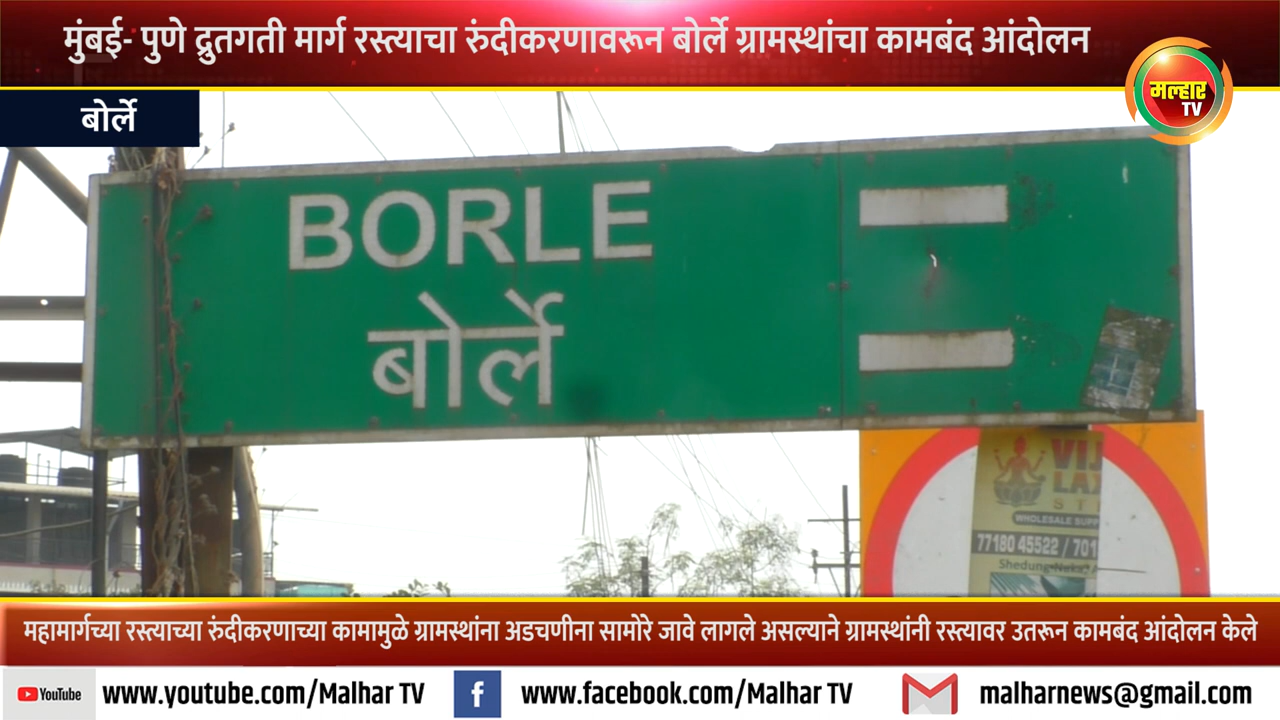 मुंबई- पुणे द्रुतगती मार्ग रस्त्याचा रुंदीकरणावरून बोर्ले ग्रामस्थांचा कामबंद आंदोलन
मल्हार
TV
बोर्ले
BORLE
बोर्ले
WHOLESALE
77180 45522 /
Shedung
महामार्गच्या रस्त्याच्या रुंदीकरणाच्या कामामुळे ग्रामस्थांना अडचणीना सामोरे जावे लागले असल्याने ग्रामस्थांनी रस्त्यावर उतरून कामबंद आंदोलन केले
YouTube www.youtube.com/Malhar TV f www.facebook.com/Malhar TV malharnews@gmail.com